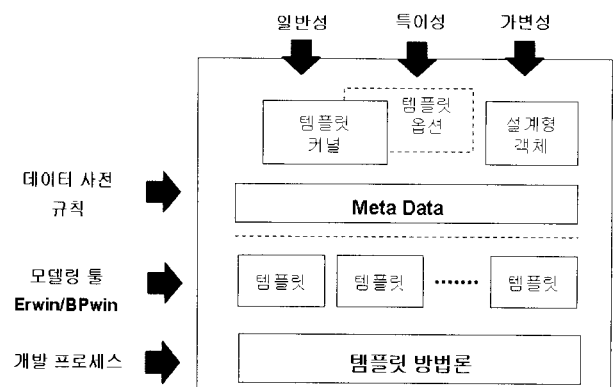 일반성 특이성 가변성
템플릿
옵션
템플릿
커널
설계형
객체
데이터 사전
규칙
Meta Data
모델링 툴
Erwin/BPwin
템플릿 템플릿 ....... 템플릿
개발 프로세스
템플릿 방법론